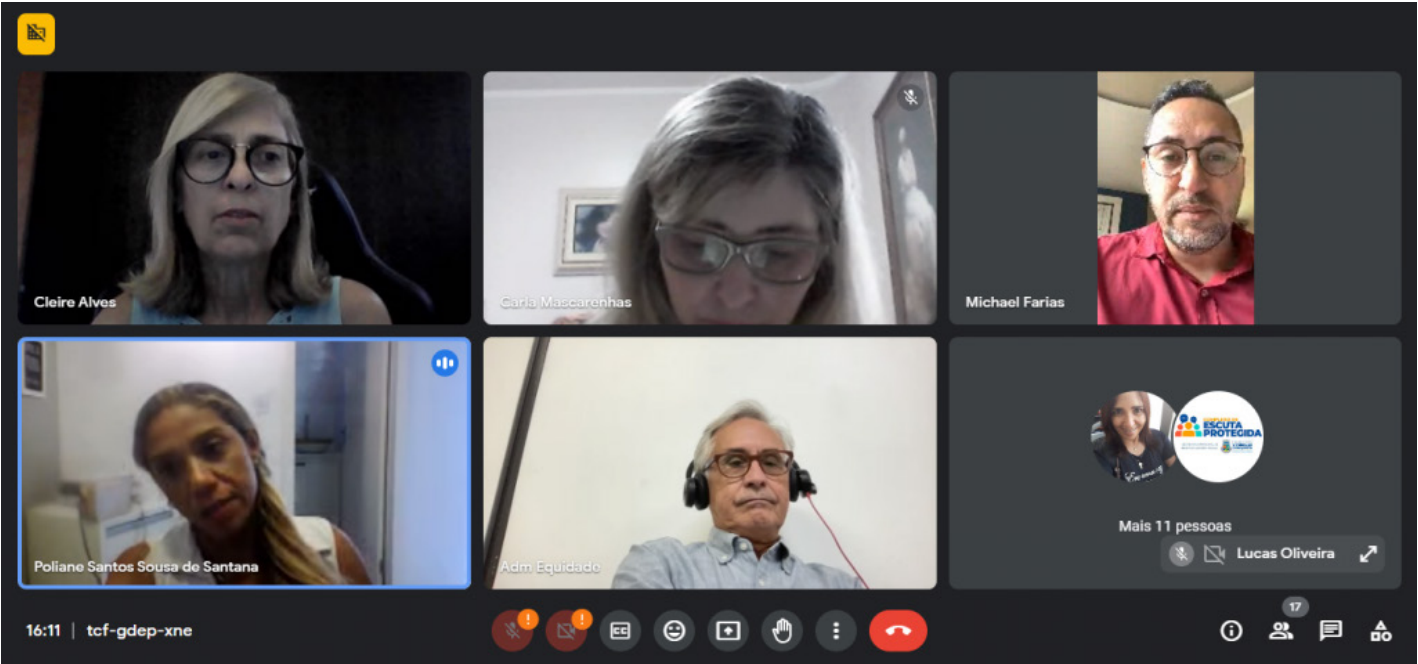 Cleire Alves
Carla Mascarenhas
Michael Farias
Poliane Santos Sousa de Santana
Adm Equidade
ESCUTA
PROTEGIDA
Mais 11 pessoas
Lucas Oliveira
16:11 | tcf-gdep-xne
CC
17